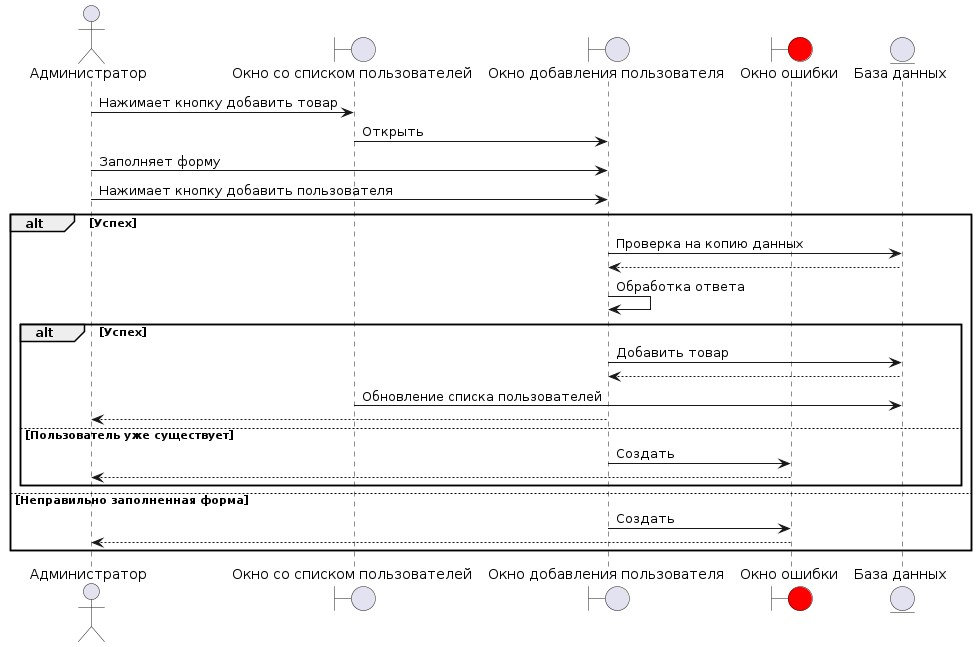 Администратор
Окно со списком пользователей
Окно добавления пользователя
Окно ошибки
База данных
Нажимает кнопку добавить товар
Открыть
Заполняет форму
Нажимает кнопку добавить пользователя
alt [Успех]
Проверка на копию данных
Обработка ответа
alt [Успех]
Добавить товар
Обновление списка пользователей
[Пользователь уже существует]
Создать
[Неправильно заполненная форма]
Создать
Администратор
Окно со списком пользователей
Окно добавления пользователя
Окно ошибки
База данных